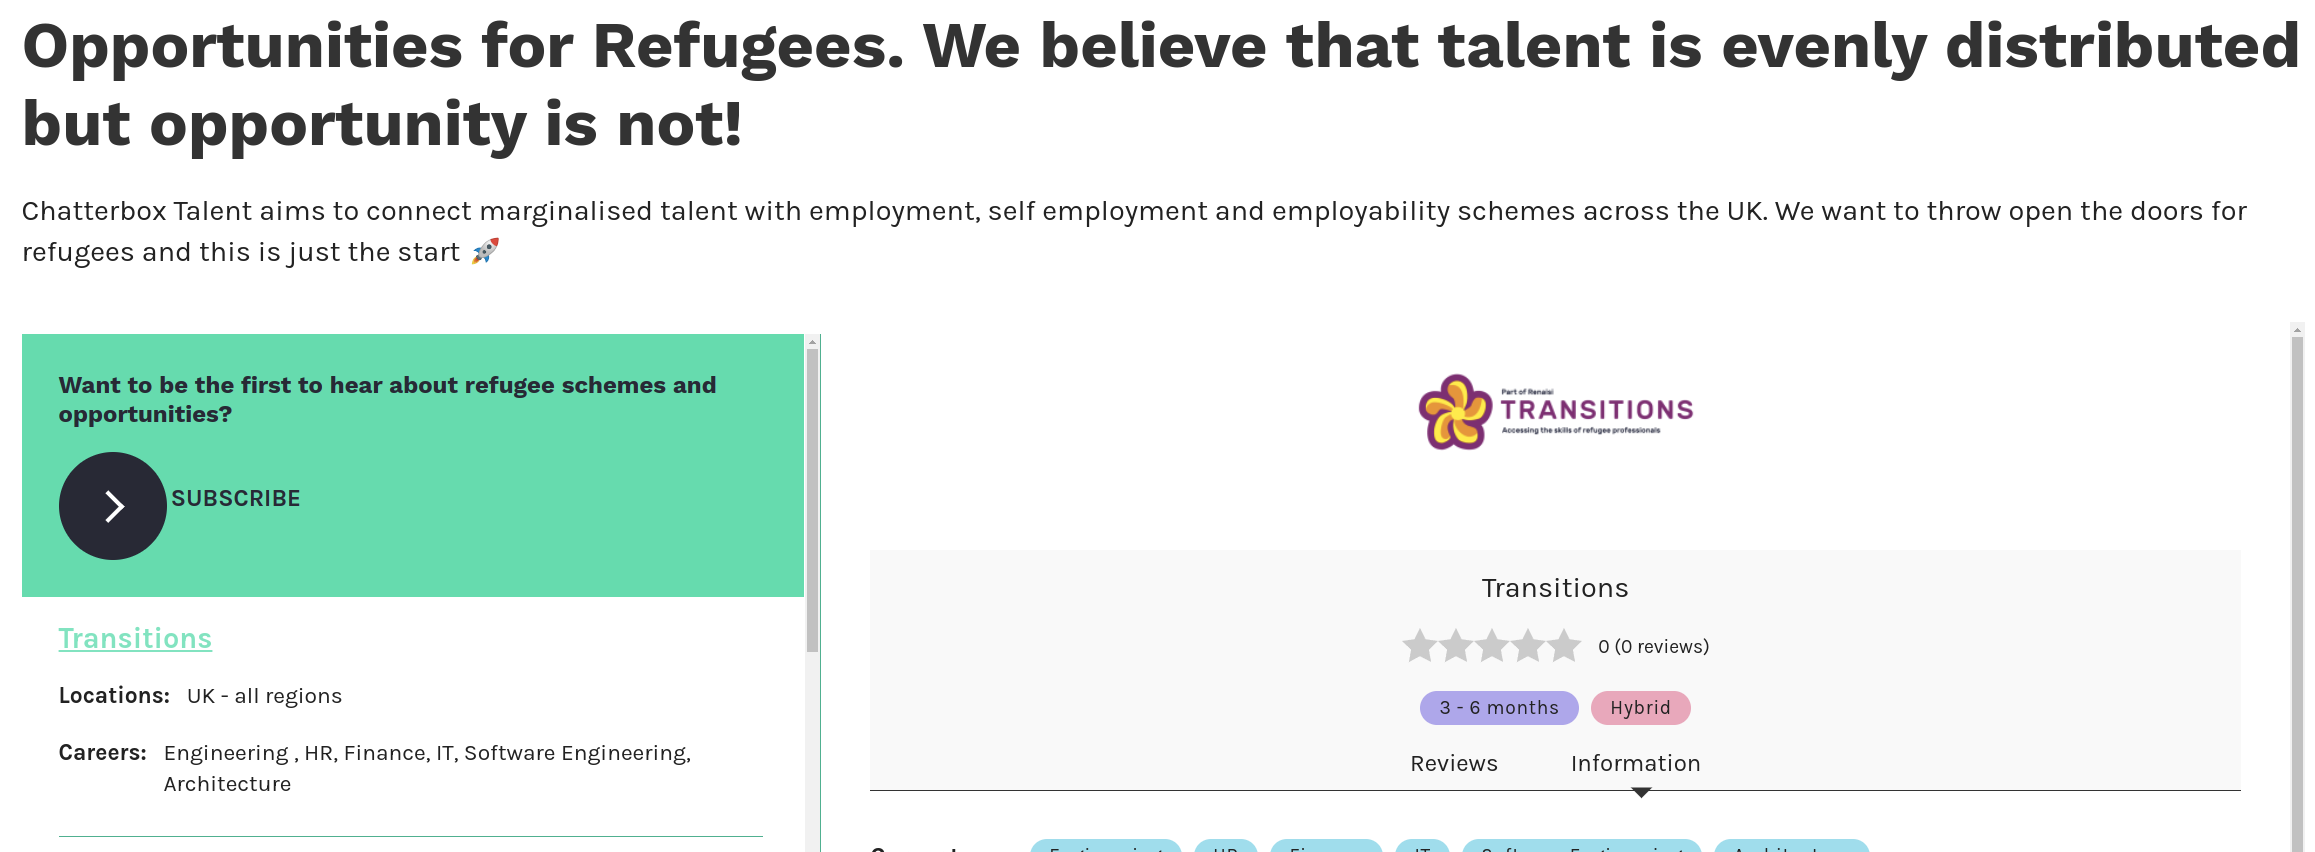 Opportunities for Refugees. We believe that talent is evenly distributed
but opportunity is not!
Chatterbox Talent aims to connect marginalised talent with employment, self employment and employability schemes across the UK. We want to throw open the doors for
refugees and this is just the start 🚀
Want to be the first to hear about refugee schemes and
opportunities?
SUBSCRIBE
Transitions
Locations: UK - all regions
Careers: Engineering , HR, Finance, IT, Software Engineering,
Architecture
Part of Renaisi
TRANSITIONS
Accessing the skills of refugee professionals
Transitions
0 (0 reviews)
3 - 6 months Hybrid
Reviews Information